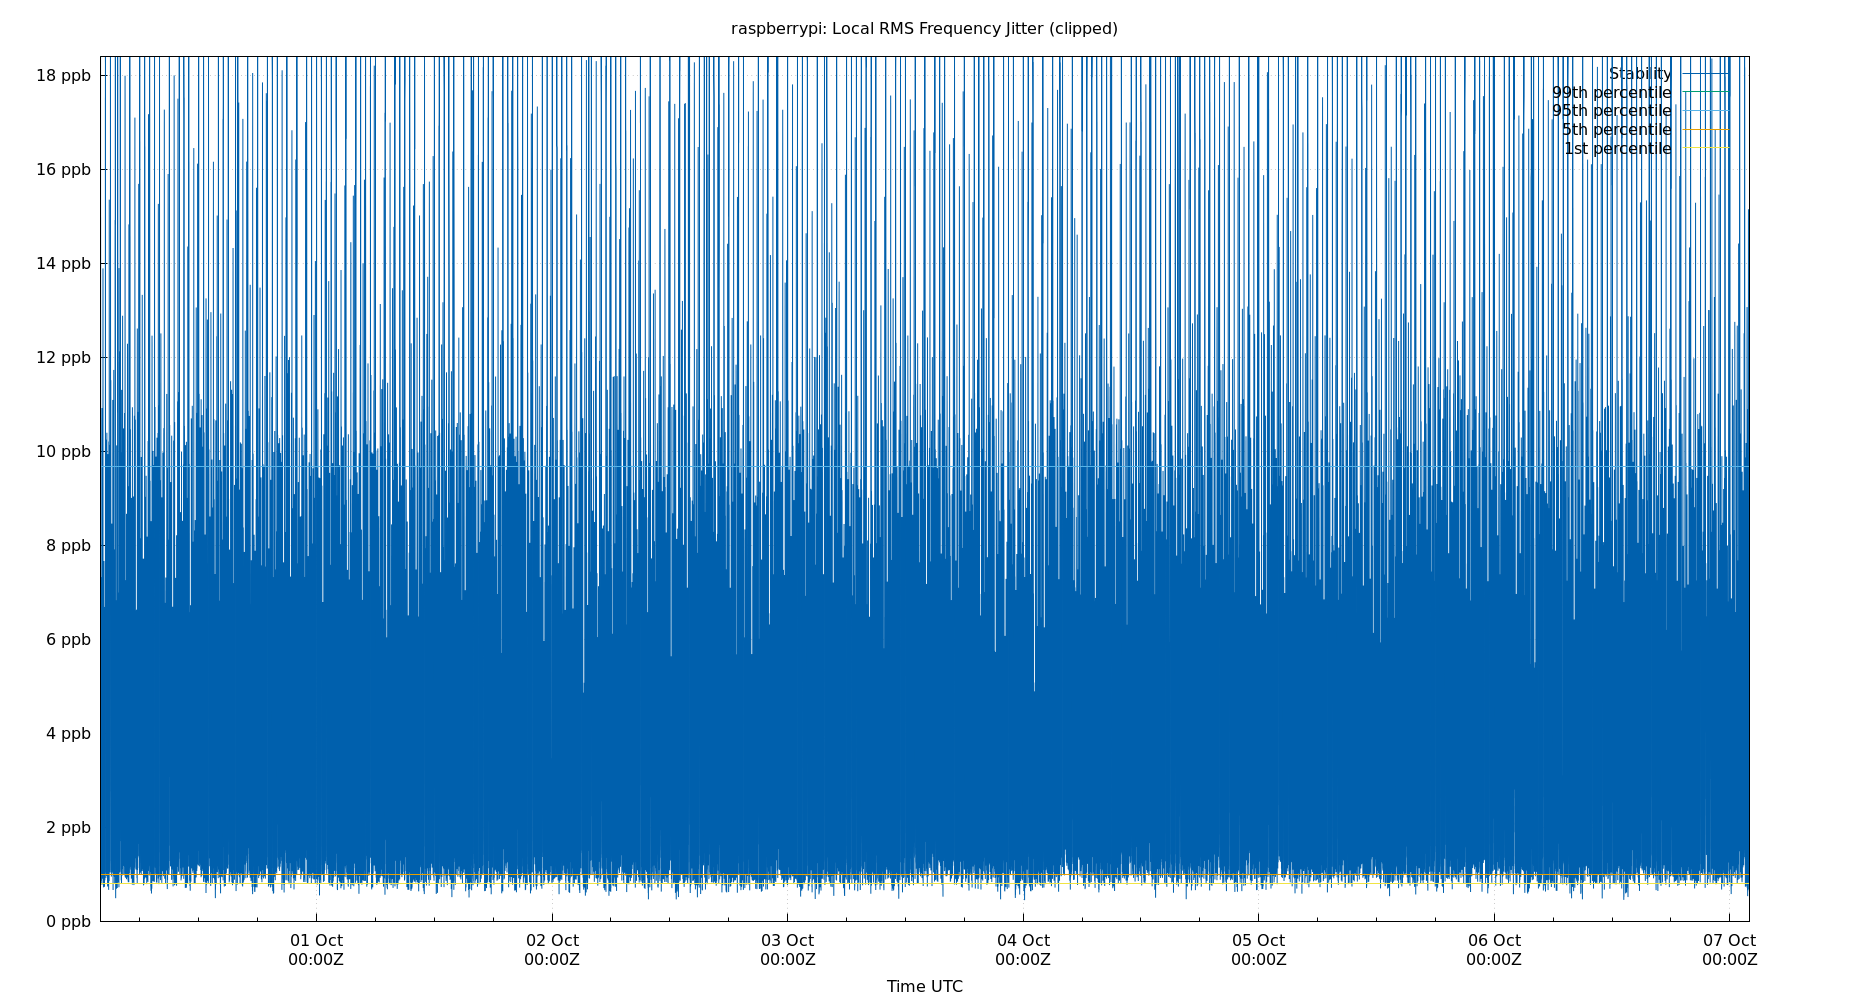 raspberrypi: Local RMS Frequency Jitter (clipped)
18 ppb
16 ppb
14 ppb
12 ppb
10 ppb
8 ppb
6 ppb
4 ppb
2 ppb
0 ppb
Stability
99th percentile
95th percentile
5th percentile
1st percentile
01 Oct 02 Oct 03 Oct 04 Oct 05 Oct 06 Oct 07 Oct
00:00Z 00:00Z 00:00Z 00:00Z 00:00Z 00:00Z 00:00Z
Time UTC